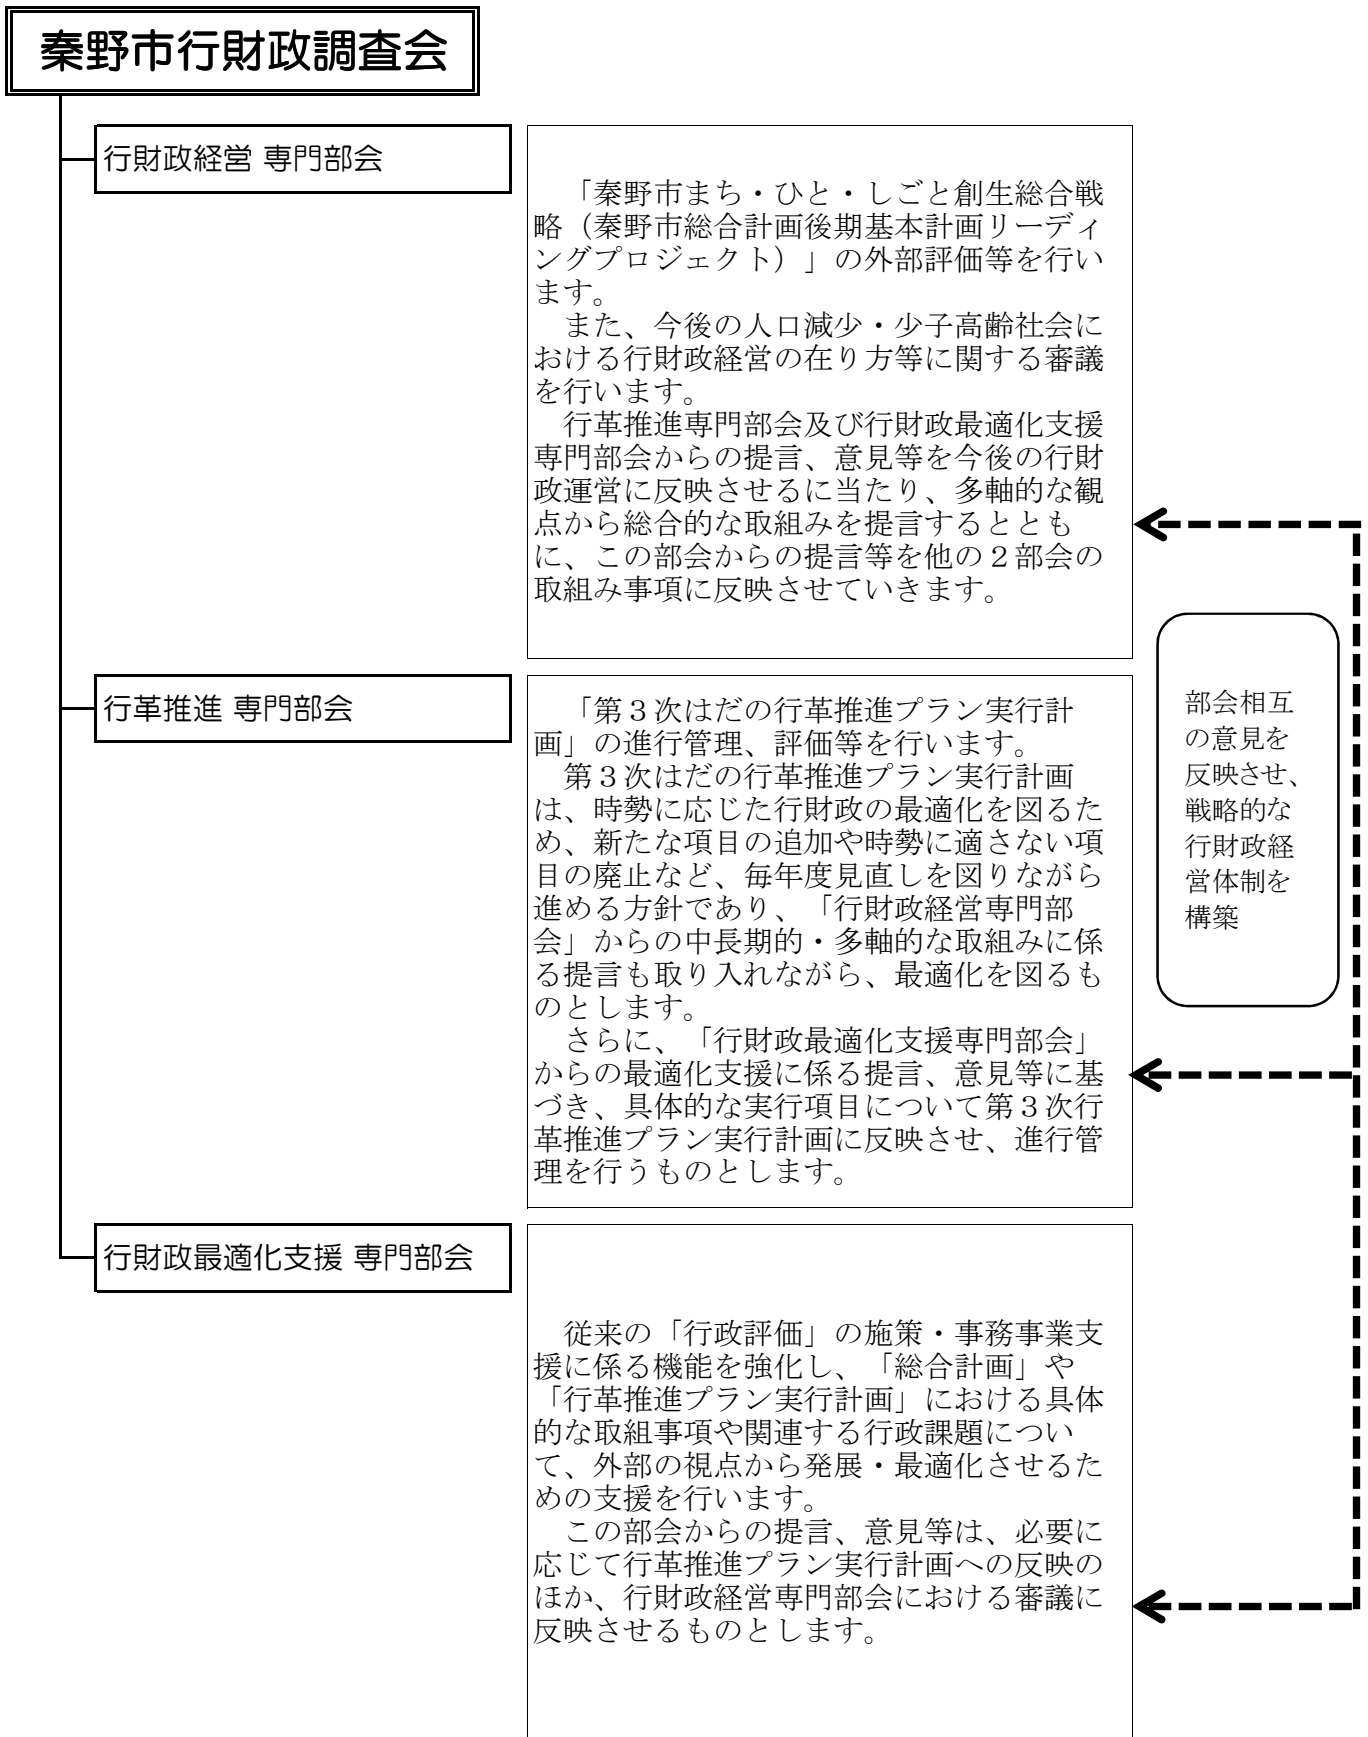 秦野市行財政調査会
行財政経営 専門部会
「秦野市まち・ひと・しごと創生総合戦
略（秦野市総合計画後期基本計画リーディ
ングプロジェクト）」の外部評価等を行い
ます。
また、今後の人口減少・少子高齢社会に
おける行財政経営の在り方等に関する審議
を行います。
行革推進専門部会及び行財政最適化支援
専門部会からの提言、意見等を今後の行財
政運営に反映させるに当たり、多軸的な観
点から総合的な取組みを提言するととも
に、この部会からの提言等を他の２部会の
取組み事項に反映させていきます。
行革推進 専門部会
「第３次はだの行革推進プラン実行計
画」の進行管理、評価等を行います。
第３次はだの行革推進プラン実行計画
は、時勢に応じた行財政の最適化を図るた
め、新たな項目の追加や時勢に適さない項
目の廃止など、毎年度見直しを図りながら
進める方針であり、「行財政経営専門部
会」からの中長期的・多軸的な取組みに係
る提言も取り入れながら、最適化を図るも
のとします。
さらに、「行財政最適化支援専門部会」
からの最適化支援に係る提言、意見等に基
づき、具体的な実行項目について第３次行
革推進プラン実行計画に反映させ、進行管
理を行うものとします。
部会相互
の意見を
反映させ、
戦略的な
行財政経
営体制を
構築
行財政最適化支援 専門部会
従来の「行政評価」の施策・事務事業支
援に係る機能を強化し、「総合計画」や
「行革推進プラン実行計画」における具体
的な取組事項や関連する行政課題につい
て、外部の視点から発展・最適化させるた
めの支援を行います。
この部会からの提言、意見等は、必要に
応じて行革推進プラン実行計画への反映の
ほか、行財政経営専門部会における審議に
反映させるものとします。